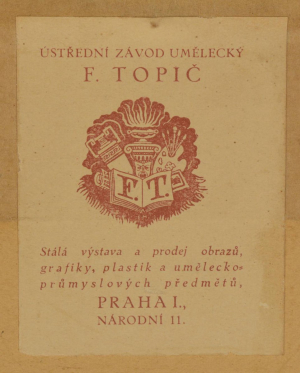 ÚSTŘEDNÍ ZÁVOD UMĚLECKÝ
F. TOPIČ
F. T.
Stálá výstava a prodej obrazů,
grafiky, plastik a umělecko-
průmyslových předmětů,
PRAHA I.,
NÁRODNÍ 11.